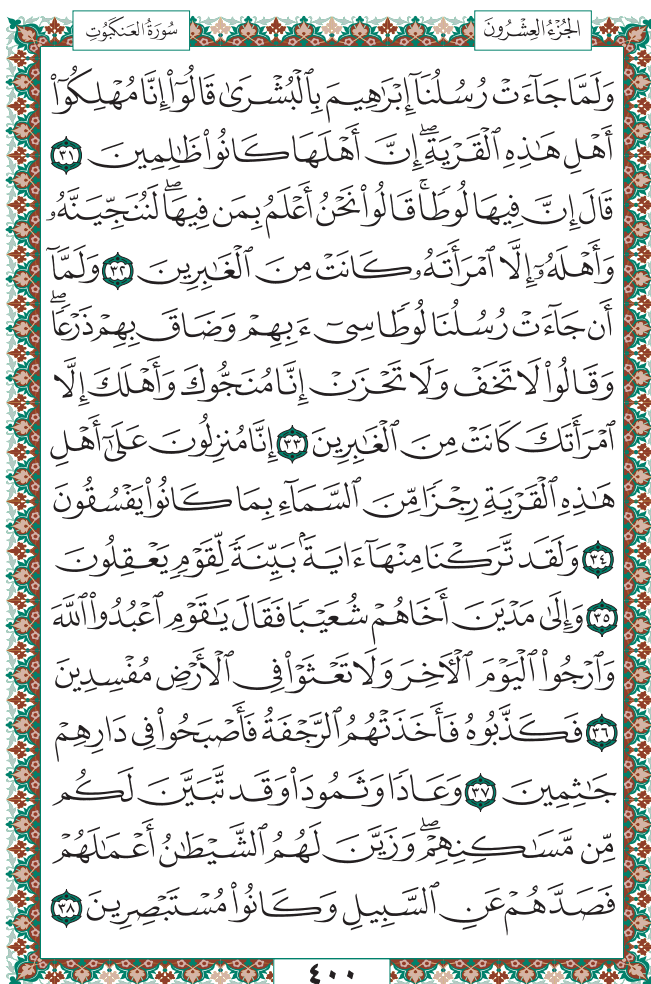 الجُزْءُ العِشْرُونَ
سُورَةُ العَنكَبُوتِ
وَلَمَّا جَآءَتْ رُسُلُنَآ إِبْرَٰهِيمَ بِٱلْبُشْرَىٰ قَالُوٓا۟ إِنَّا مُهْلِكُوٓا۟
أَهْلِ هَٰذِهِ ٱلْقَرْيَةِ ۖ إِنَّ أَهْلَهَا كَانُوا۟ ظَٰلِمِينَ ٣١
قَالَ إِنَّ فِيهَا لُوطًا ۚ قَالُوا۟ نَحْنُ أَعْلَمُ بِمَن فِيهَا ۖ لَنُنَجِّيَنَّهُۥ
وَأَهْلَهُۥٓ إِلَّا ٱمْرَأَتَهُۥ كَانَتْ مِنَ ٱلْغَٰبِرِينَ ٣٢ وَلَمَّآ
أَن جَآءَتْ رُسُلُنَا لُوطًا سِىٓءَ بِهِمْ وَضَاقَ بِهِمْ ذَرْعًا ۖ
وَقَالُوا۟ لَا تَخَفْ وَلَا تَحْزَنْ إِنَّا مُنَجُّوكَ وَأَهْلَكَ إِلَّا
ٱمْرَأَتَكَ كَانَتْ مِنَ ٱلْغَٰبِرِينَ ٣٣ إِنَّا مُنزِلُونَ عَلَىٰٓ أَهْلِ
هَٰذِهِ ٱلْقَرْيَةِ رِجْزًا مِّنَ ٱلسَّمَآءِ بِمَا كَانُوا۟ يَفْسُقُونَ
٣٤ وَلَقَد تَّرَكْنَا مِنْهَآ ءَايَةًۢ بَيِّنَةً لِّقَوْمٍ يَعْقِلُونَ
٣٥ وَإِلَىٰ مَدْيَنَ أَخَاهُمْ شُعَيْبًا فَقَالَ يَٰقَوْمِ ٱعْبُدُوا۟ ٱللَّهَ
وَٱرْجُوا۟ ٱلْيَوْمَ ٱلْءَاخِرَ وَلَا تَعْثَوْا۟ فِى ٱلْأَرْضِ مُفْسِدِينَ
٣٦ فَكَذَّبُوهُ فَأَخَذَتْهُمُ ٱلرَّجْفَةُ فَأَصْبَحُوا۟ فِى دَارِهِمْ
جَٰثِمِينَ ٣٧ وَعَادًا وَثَمُودَا۟ وَقَد تَّبَيَّنَ لَكُم
مِّن مَّسَٰكِنِهِمْ ۖ وَزَيَّنَ لَهُمُ ٱلشَّيْطَٰنُ أَعْمَٰلَهُمْ
فَصَدَّهُمْ عَنِ ٱلسَّبِيلِ وَكَانُوا۟ مُسْتَبْصِرِينَ ٣٨
٤٠٠